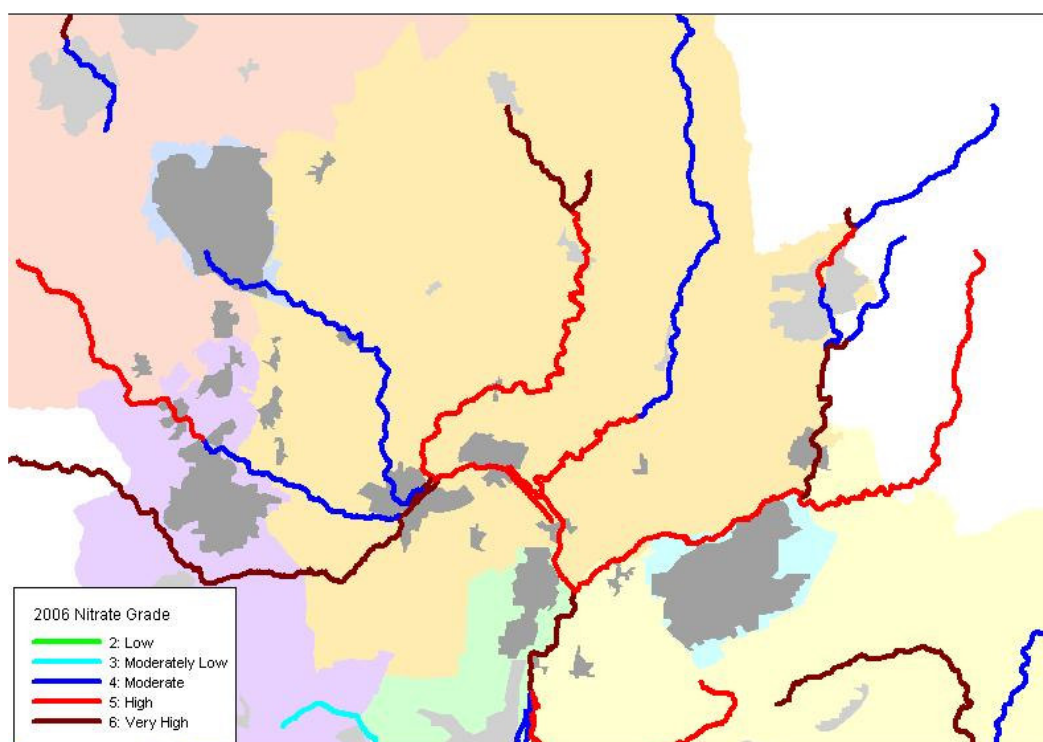 2006 Nitrate Grade
2: Low
3: Moderately Low
4: Moderate
5: High
6: Very High